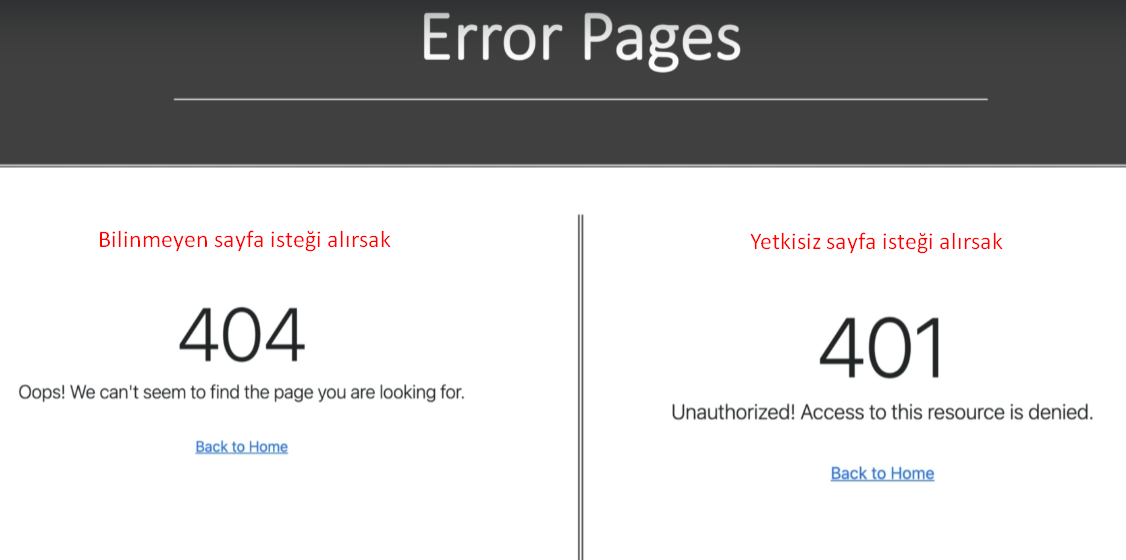 Error Pages
Bilinmeyen sayfa isteği alırsak
404
Oops! We can't seem to find the page you are looking for.
Back to Home
Yetkisiz sayfa isteği alırsak
401
Unauthorized! Access to this resource is denied.
Back to Home